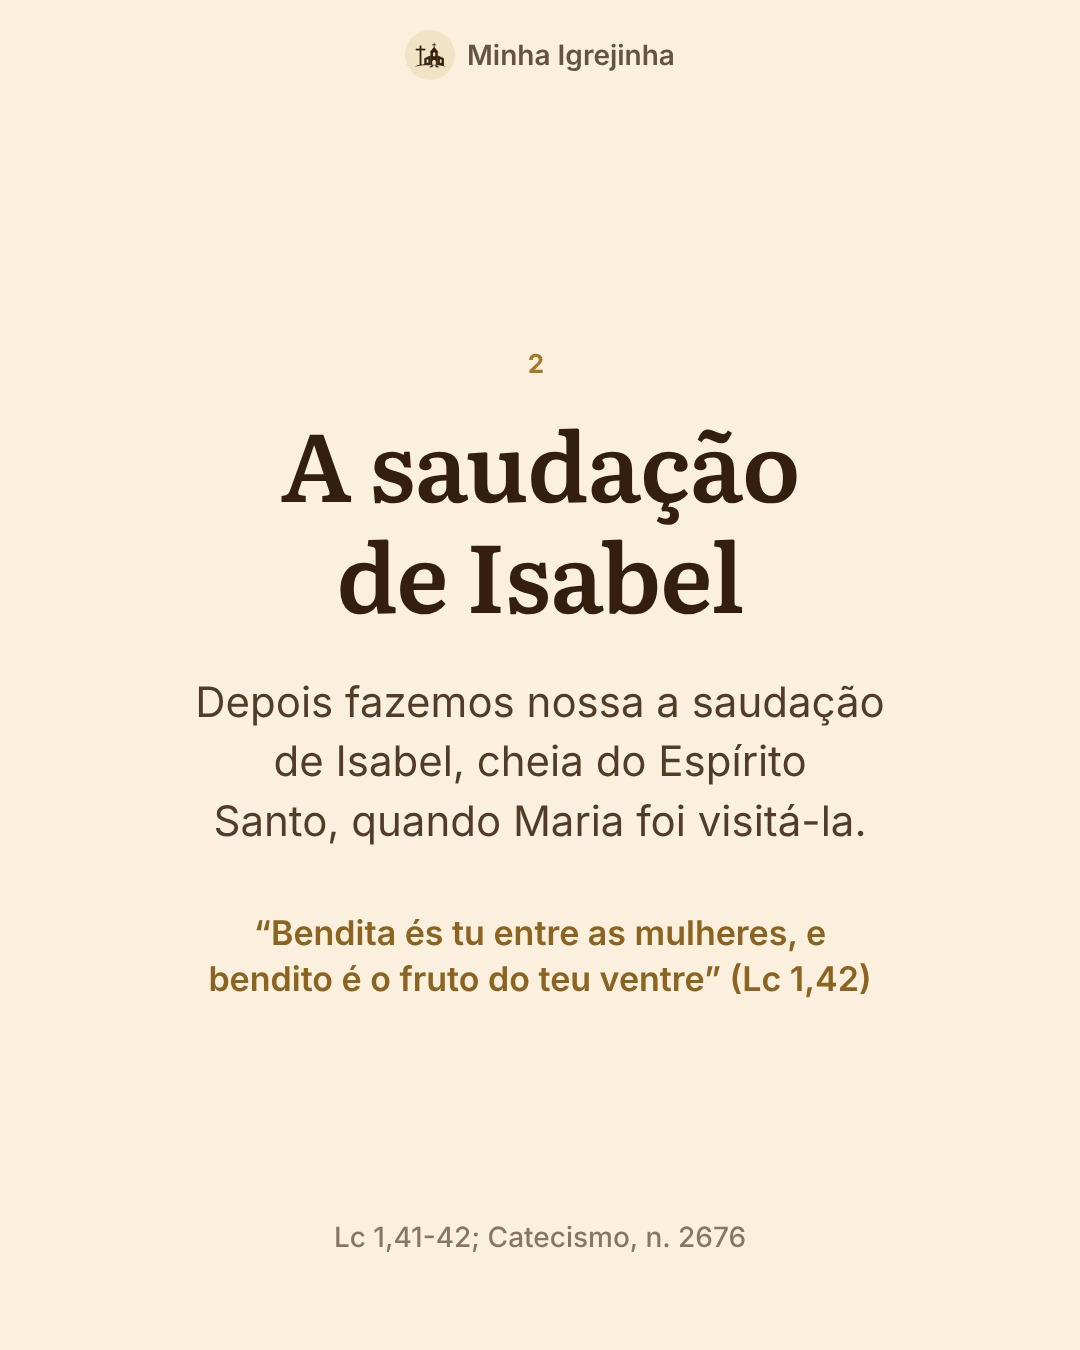 Minha Igrejinha
2
A saudação
de Isabel
Depois fazemos nossa a saudação
de Isabel, cheia do Espírito
Santo, quando Maria foi visitá-la.
“Bendita és tu entre as mulheres, e
bendito é o fruto do teu ventre” (Lc 1,42)
Lc 1,41-42; Catecismo, n. 2676